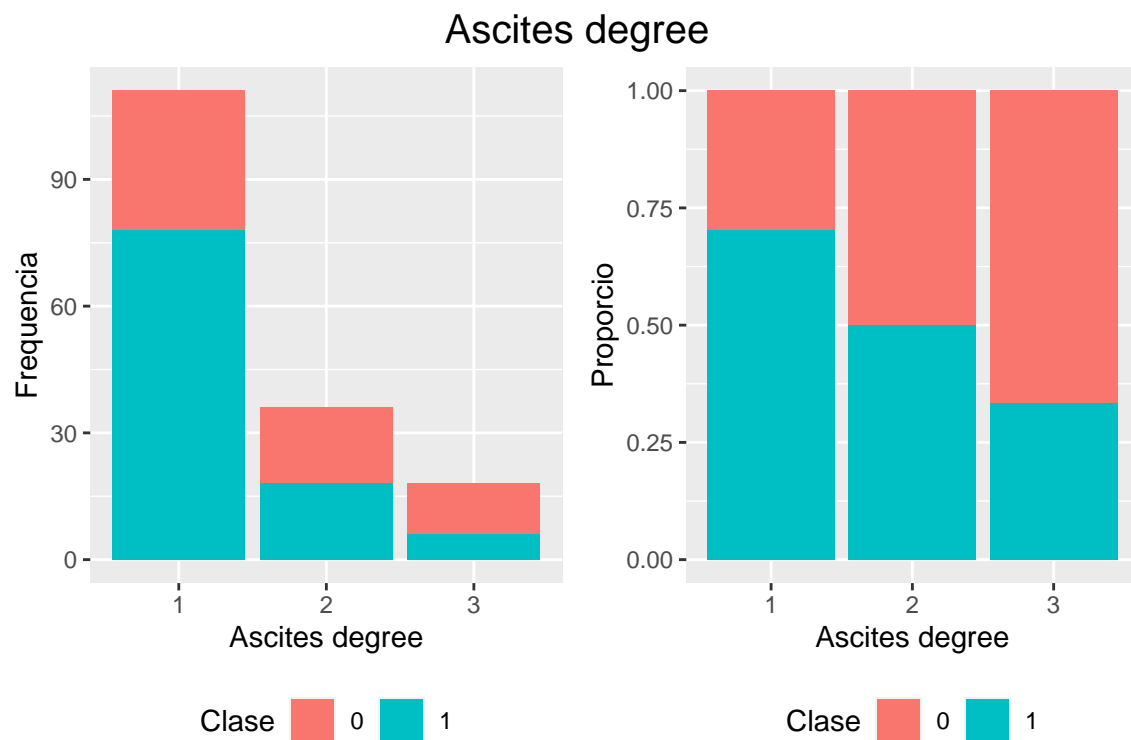 Ascites degree
Frequencia
90
60
30
0
1 2 3
Ascites degree
Clase 0 1
Proporcio
1.00
0.75
0.50
0.25
0.00
1 2 3
Ascites degree
Clase 0 1